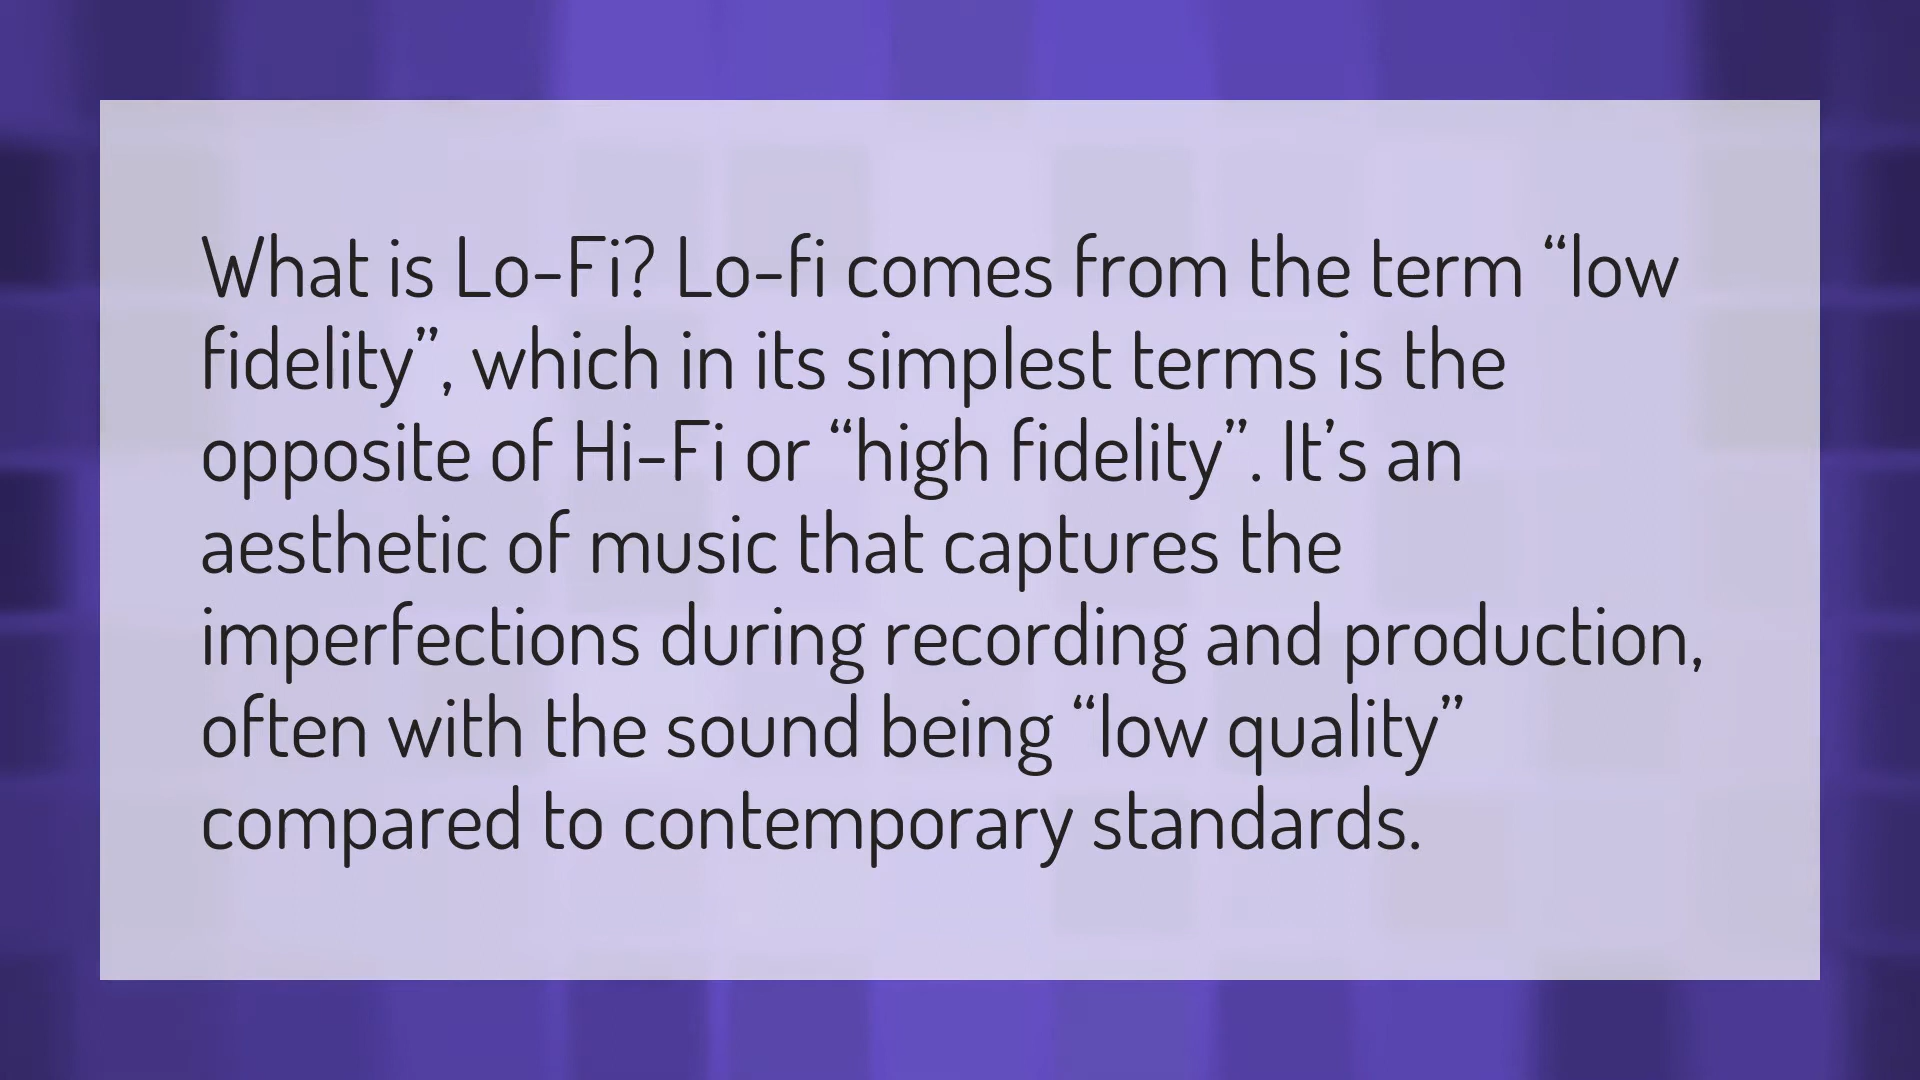 What is Lo-Fi? Lo-fi comes from the term “low
fidelity”, which in its simplest terms is the
opposite of Hi-Fi or “high fidelity”. It’s an
aesthetic of music that captures the
imperfections during recording and production,
often with the sound being “low quality”
compared to contemporary standards.